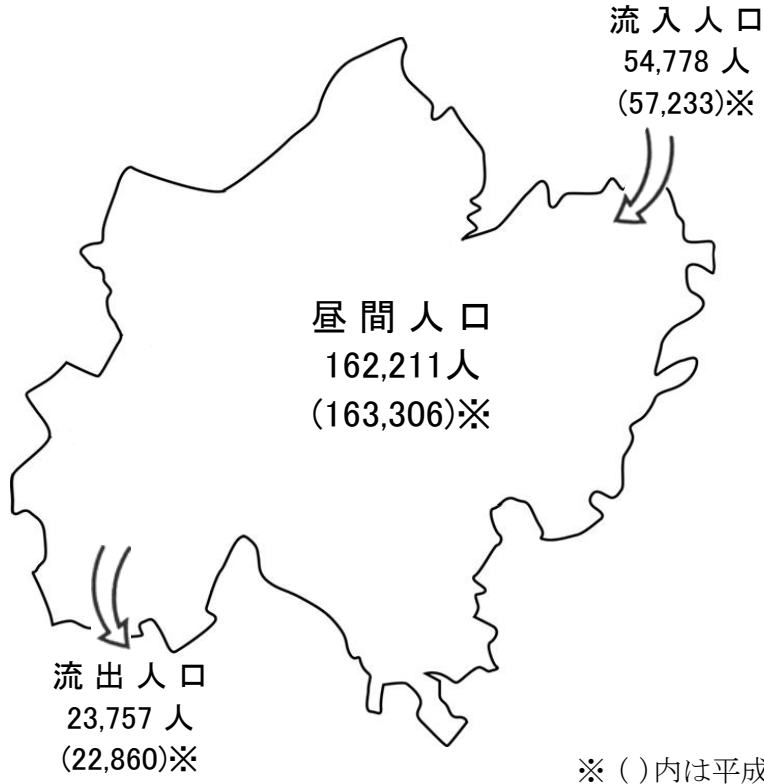 流入人口
54,778 人
(57,233)※
昼間人口
162,211人
(163,306)※
流出人口
23,757 人
(22,860)※
※ ( )内は平成